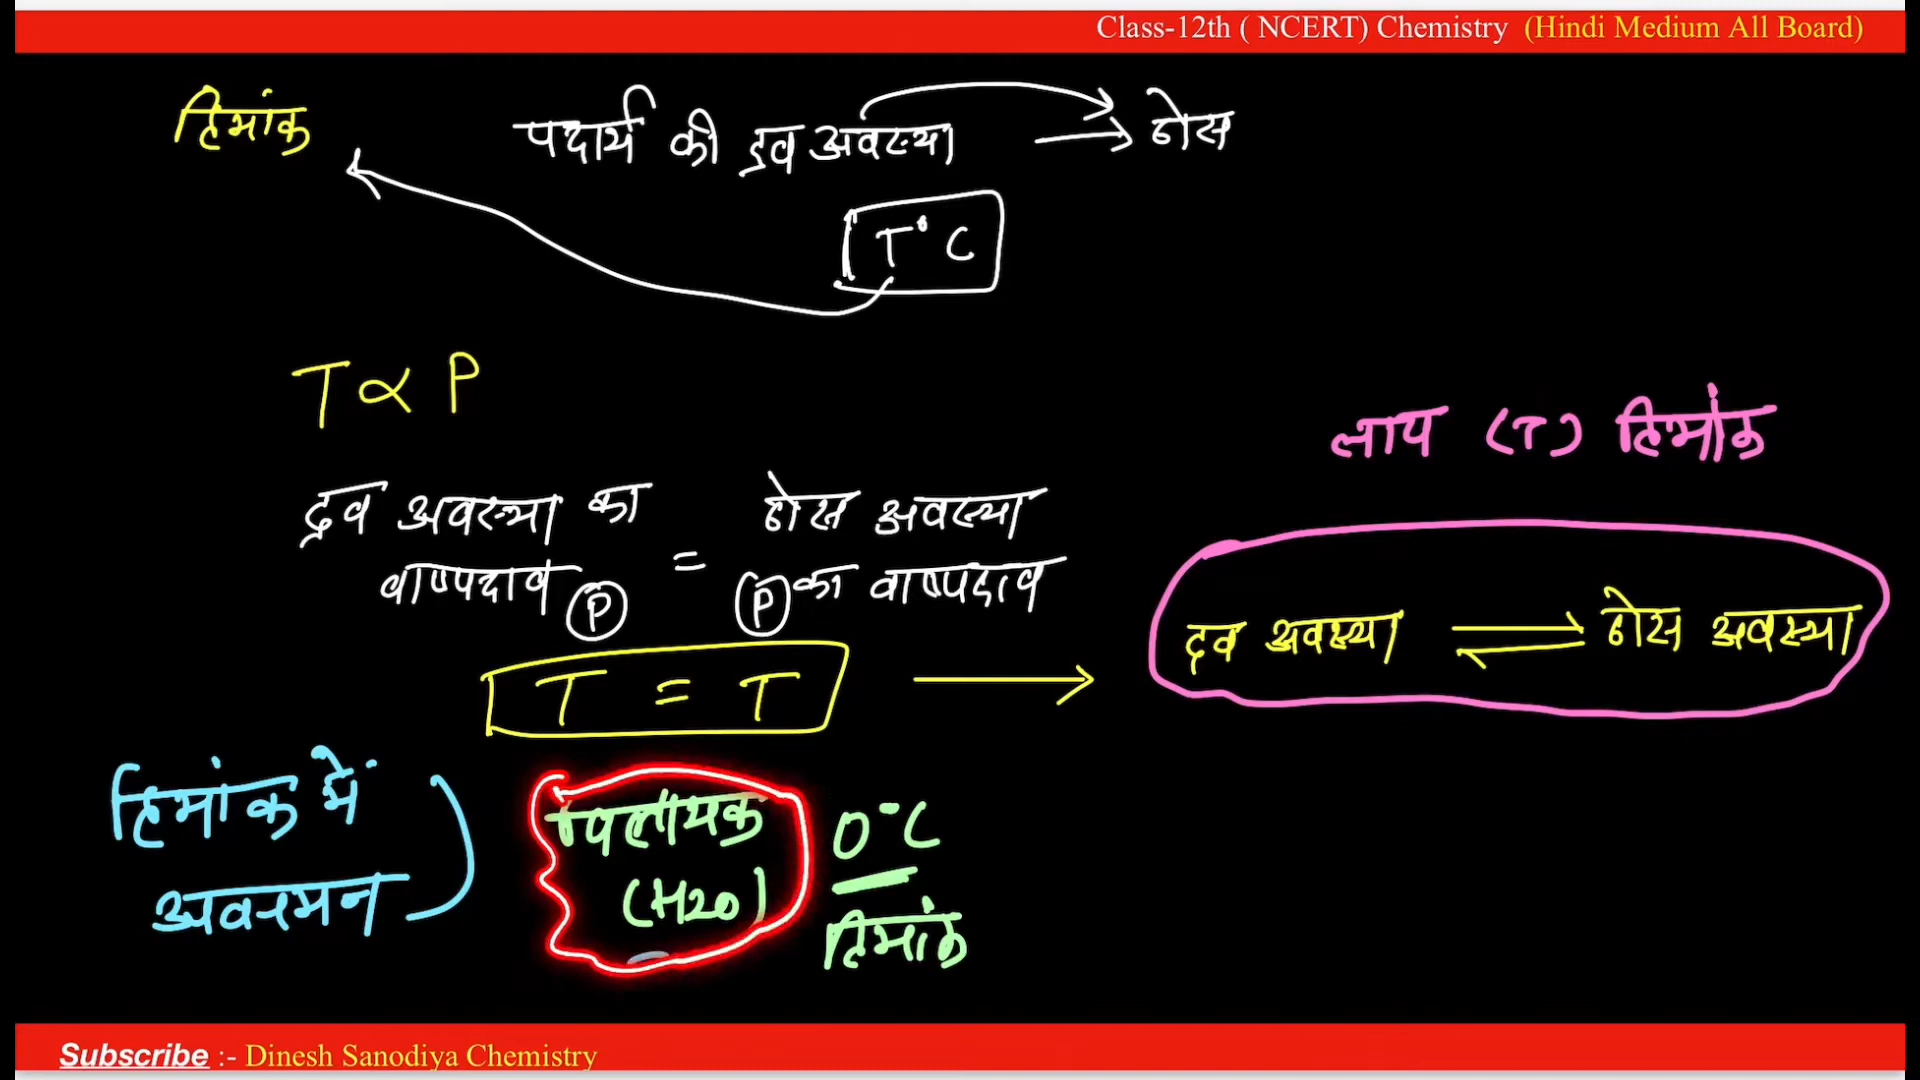 Class-12th ( NCERT) Chemistry (Hindi Medium All Board)
हिमांक
पदार्थ की द्रव अवस्था → ठोस
T°C
T ∝ P
ताप (T) हिमांक
द्रव अवस्था का = ठोस अवस्था
वाष्पदाब (P) (P) का वाष्पदाब
द्रव अवस्था ⇌ ठोस अवस्था
T = T →
हिमांक में
अवनमन
विलायक
(H2O)
0°C
हिमांक
Subscribe :- Dinesh Sanodiya Chemistry